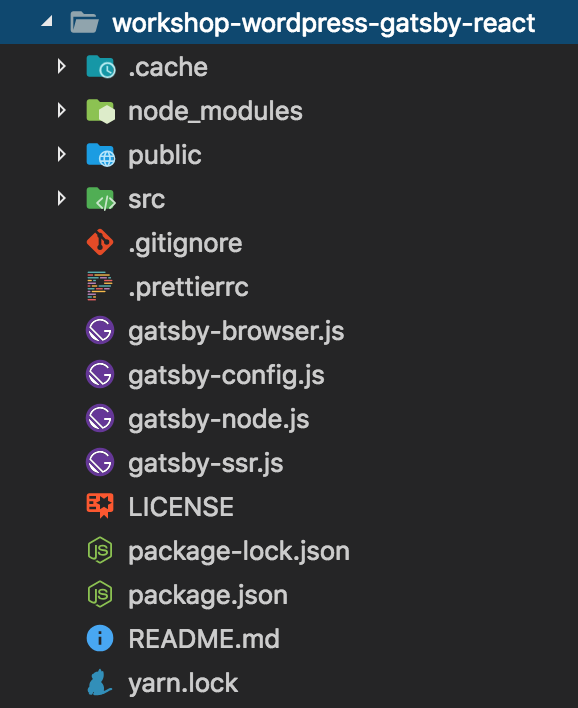 workshop-wordpress-gatsby-react
.cache
node_modules
public
src
.gitignore
.prettierrc
gatsby-browser.js
gatsby-config.js
gatsby-node.js
gatsby-ssr.js
LICENSE
package-lock.json
package.json
README.md
yarn.lock